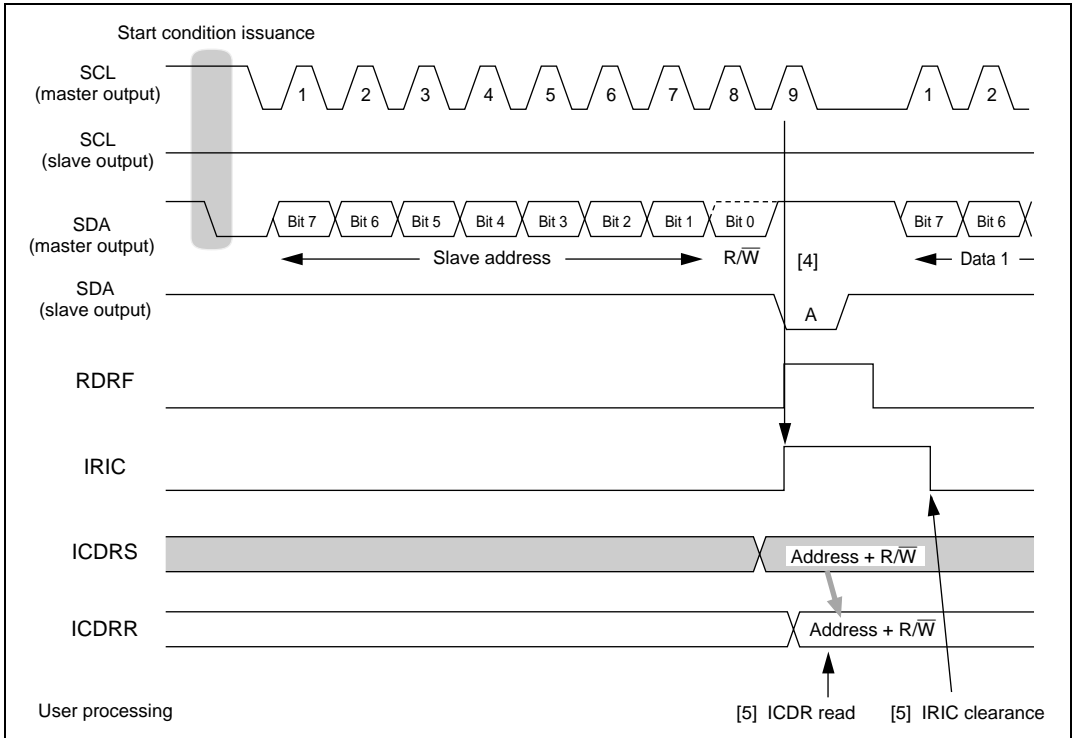 Start condition issuance
SCL
(master output)
1 2 3 4 5 6 7 8 9 1 2
SCL
(slave output)
SDA
(master output)
Bit 7 Bit 6 Bit 5 Bit 4 Bit 3 Bit 2 Bit 1 Bit 0 Bit 7 Bit 6
Slave address R/W̅ [4] Data 1
SDA
(slave output)
A
RDRF
IRIC
ICDRS
Address + R/W̅
ICDRR
Address + R/W̅
User processing
[5] ICDR read [5] IRIC clearance